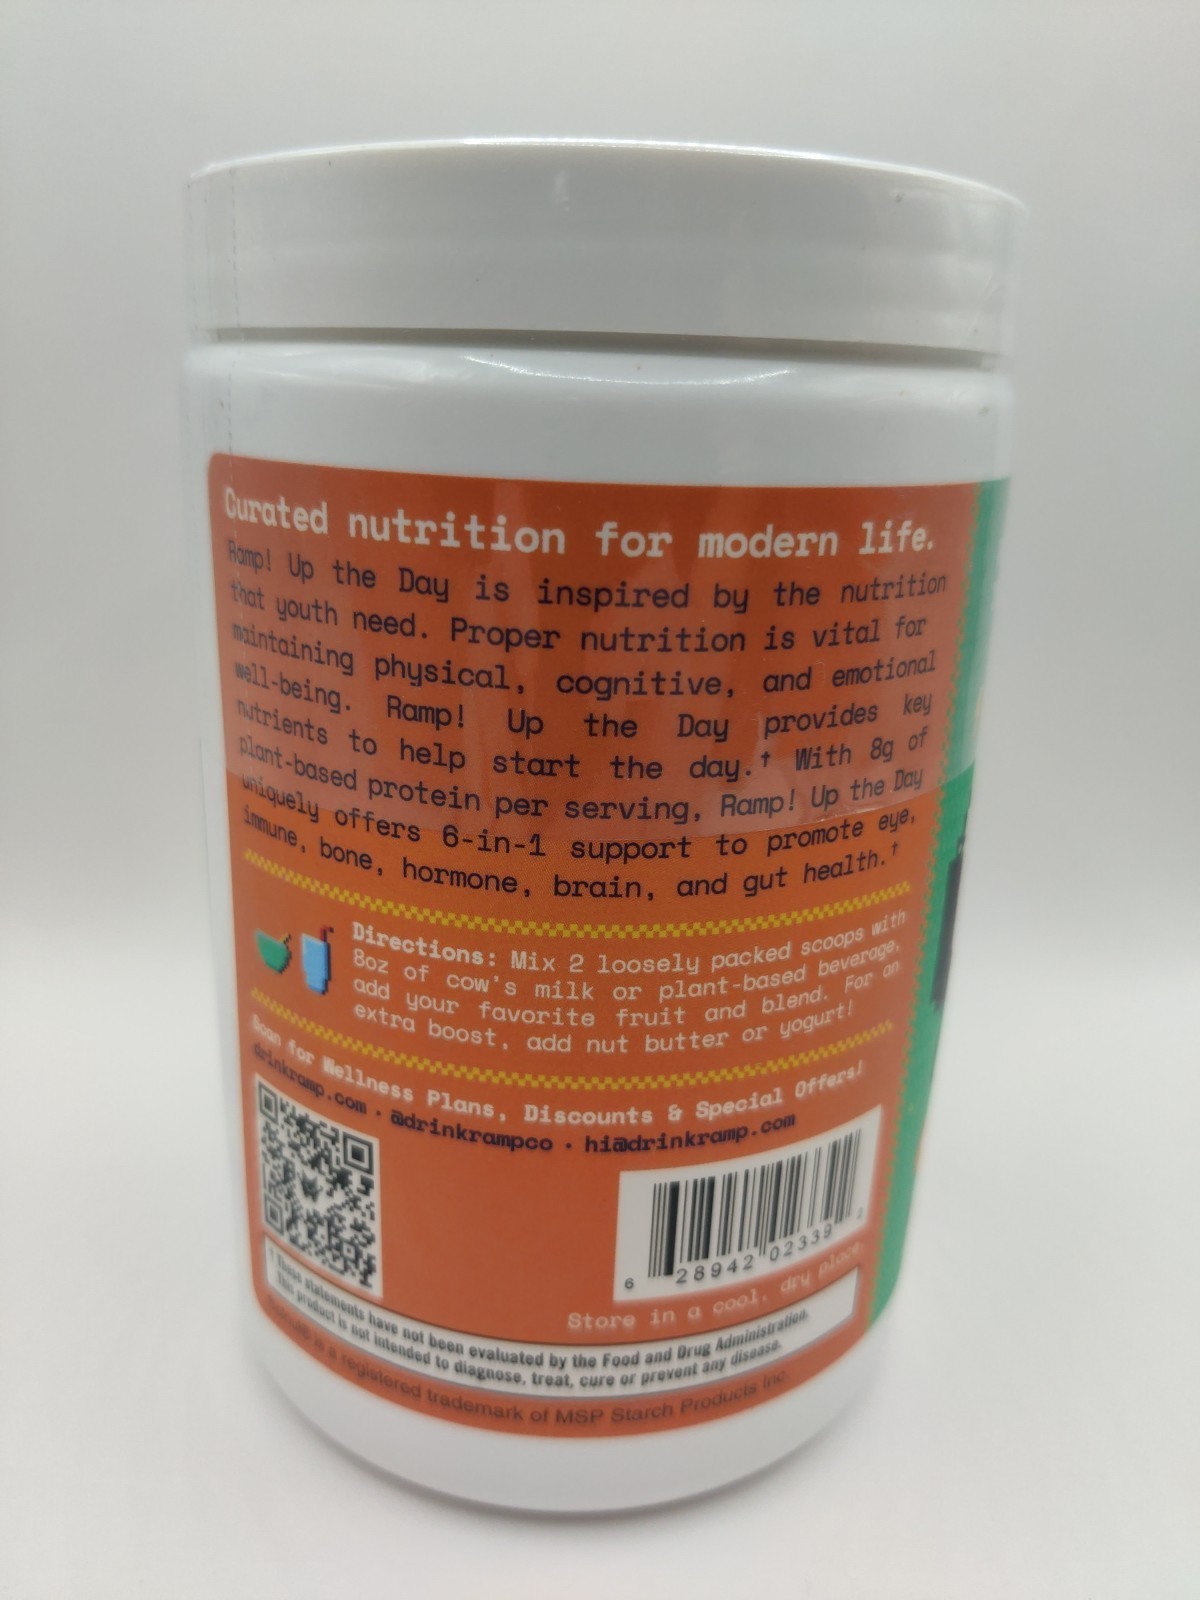 Curated nutrition for modern life.
Ramp! Up the Day is inspired by the nutrition
that youth need. Proper nutrition is vital for
maintaining physical, cognitive, and emotional
well-being. Ramp! Up the Day provides key
nutrients to help start the day.† With 8g of
plant-based protein per serving, Ramp! Up the Day
uniquely offers 6-in-1 support to promote eye,
immune, bone, hormone, brain, and gut health.†
Directions: Mix 2 loosely packed scoops with
8oz of cow's milk or plant-based beverage,
add your favorite fruit and blend. For an
extra boost, add nut butter or yogurt!
Scan for Wellness Plans, Discounts & Special Offers!
drinkramp.com · @drinkrampco · hi@drinkramp.com
6 28942 02339 2
Store in a cool, dry place.
† These statements have not been evaluated by the Food and Drug Administration.
This product is not intended to diagnose, treat, cure or prevent any disease.
is a registered trademark of MSP Starch Products Inc.